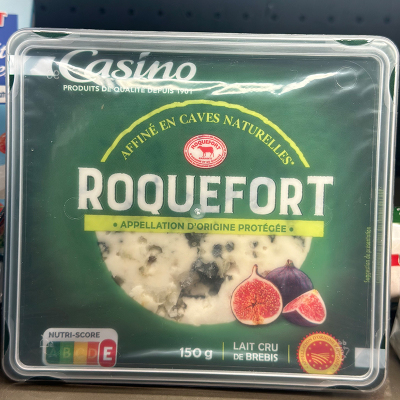 Casino
PRODUITS DE QUALITÉ DEPUIS 1901
AFFINÉ EN CAVES NATURELLES*
ROQUEFORT
ROQUEFORT
• APPELLATION D'ORIGINE PROTÉGÉE •
NUTRI-SCORE
A B C D E
150 g
LAIT CRU
DE BREBIS